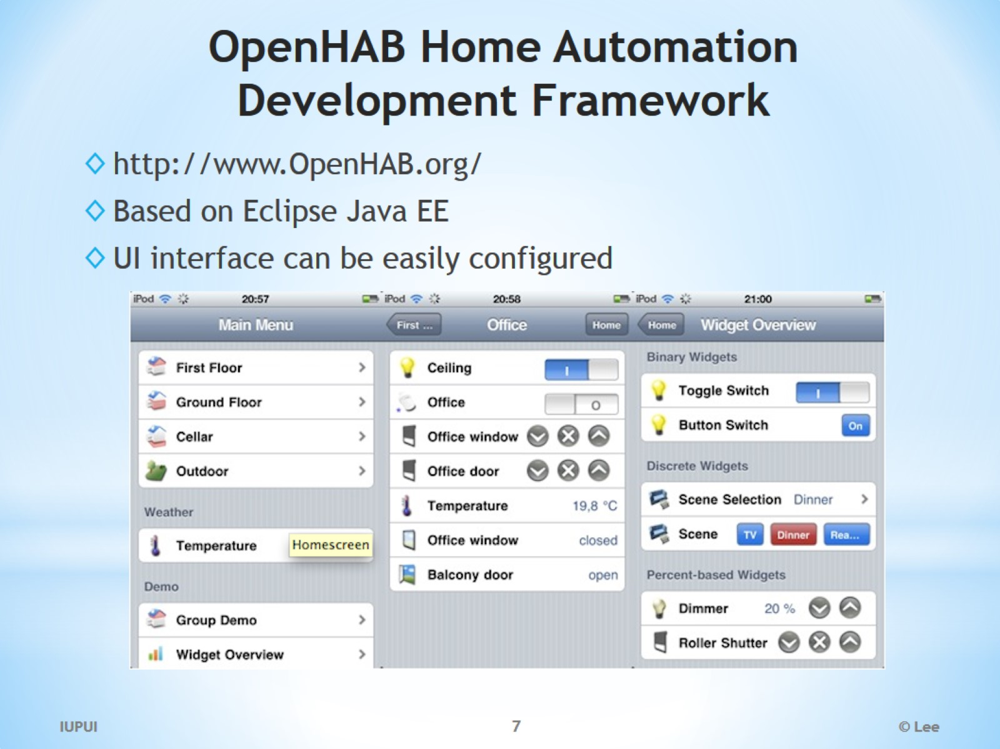 OpenHAB Home Automation
Development Framework
http://www.OpenHAB.org/
Based on Eclipse Java EE
UI interface can be easily configured
iPod 20:57
Main Menu
First Floor
Ground Floor
Cellar
Outdoor
Weather
Temperature Homescreen
Demo
Group Demo
Widget Overview
iPod 20:58
First ... Office Home
Ceiling I
Office O
Office window
Office door
Temperature 19,8 °C
Office window closed
Balcony door open
iPod 21:00
Home Widget Overview
Binary Widgets
Toggle Switch I
Button Switch On
Discrete Widgets
Scene Selection Dinner
Scene TV Dinner Rea...
Percent-based Widgets
Dimmer 20 %
Roller Shutter
IUPUI 7 © Lee